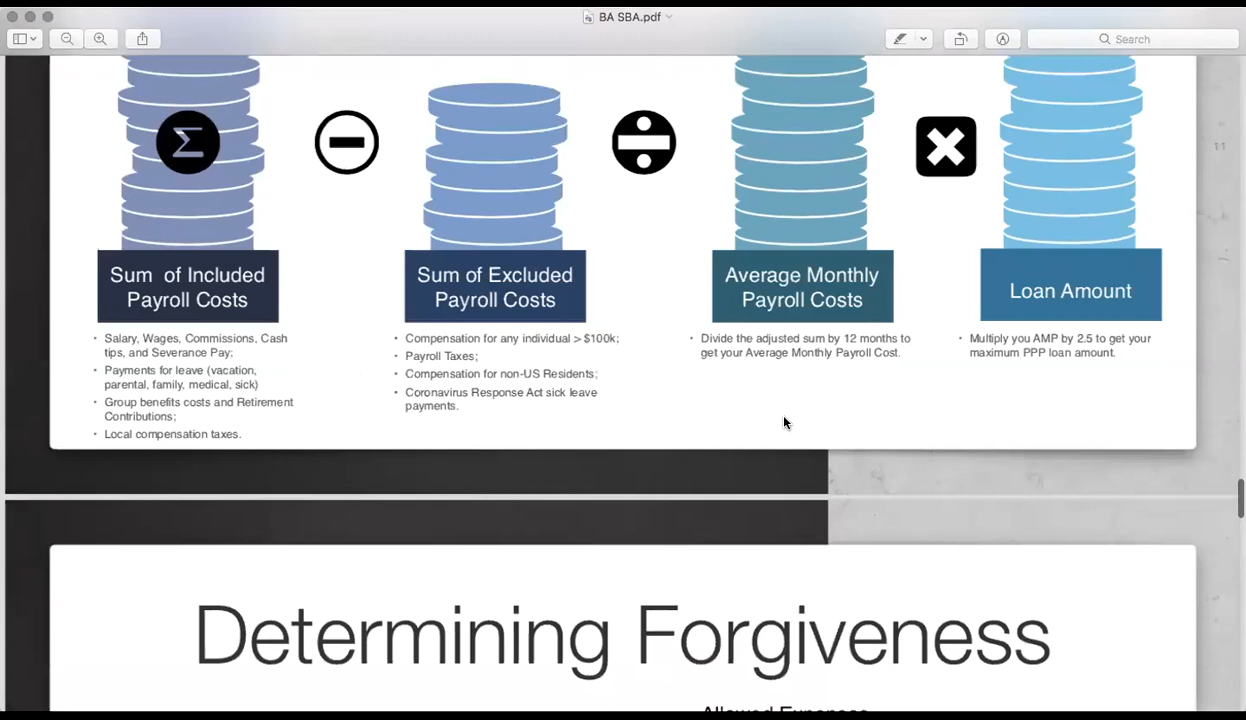 BA SBA.pdf
Search
11
Σ
Sum of Included
Payroll Costs
Salary, Wages, Commissions, Cash
tips, and Severance Pay;
Payments for leave (vacation,
parental, family, medical, sick)
Group benefits costs and Retirement
Contributions;
Local compensation taxes.
Sum of Excluded
Payroll Costs
Compensation for any individual > $100k;
Payroll Taxes;
Compensation for non-US Residents;
Coronavirus Response Act sick leave
payments.
Average Monthly
Payroll Costs
Divide the adjusted sum by 12 months to
get your Average Monthly Payroll Cost.
Loan Amount
Multiply you AMP by 2.5 to get your
maximum PPP loan amount.
Determining Forgiveness
Allowed Expenses